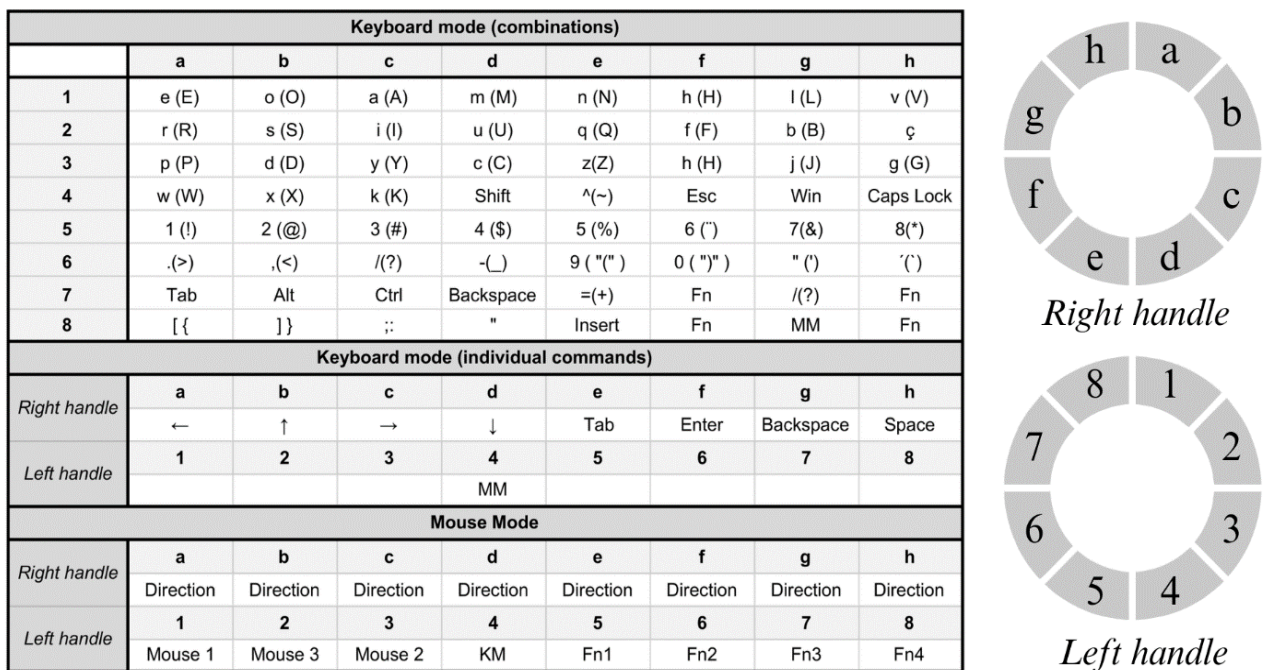 Keyboard mode (combinations)
a b c d e f g h
1 e (E) o (O) a (A) m (M) n (N) h (H) l (L) v (V)
2 r (R) s (S) i (I) u (U) q (Q) f (F) b (B) ç
3 p (P) d (D) y (Y) c (C) z(Z) h (H) j (J) g (G)
4 w (W) x (X) k (K) Shift ^(~) Esc Win Caps Lock
5 1 (!) 2 (@) 3 (#) 4 ($) 5 (%) 6 (¨) 7(&) 8(*)
6 .(>) ,(<) /(?) -(_) 9 ( "(" ) 0 ( ")" ) " (') ´(`)
7 Tab Alt Ctrl Backspace =(+) Fn /(?) Fn
8 [ { ] } ;: " Insert Fn MM Fn
Keyboard mode (individual commands)
Right handle a b c d e f g h
← ↑ → ↓ Tab Enter Backspace Space
Left handle 1 2 3 4 5 6 7 8
MM
Mouse Mode
Right handle a b c d e f g h
Direction Direction Direction Direction Direction Direction Direction Direction
Left handle 1 2 3 4 5 6 7 8
Mouse 1 Mouse 3 Mouse 2 KM Fn1 Fn2 Fn3 Fn4
h a
g b
f c
e d
Right handle
8 1
7 2
6 3
5 4
Left handle